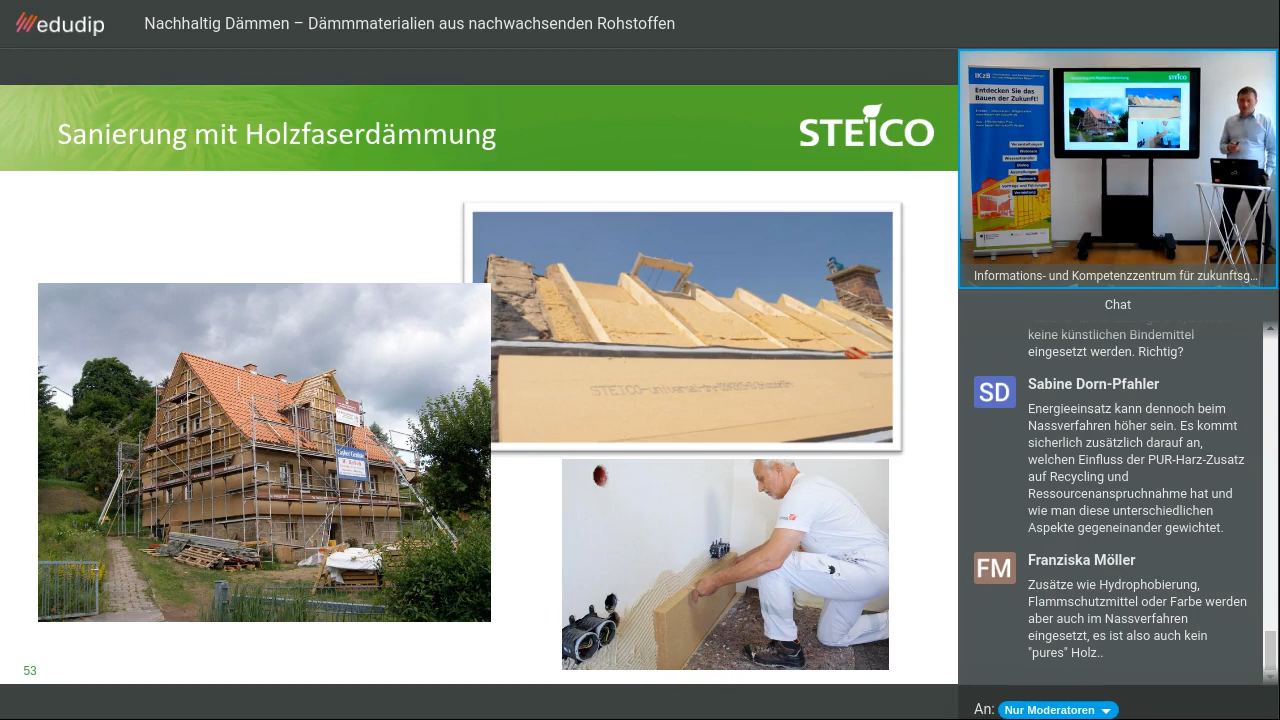 edudip
Nachhaltig Dämmen – Dämmmaterialien aus nachwachsenden Rohstoffen
Sanierung mit Holzfaserdämmung
STEICO
53
IKzB
Entdecken Sie das
Bauen der Zukunft!
STEICO
Informations- und Kompetenzzentrum für zukunftsg...
Chat
keine künstlichen Bindemittel
eingesetzt werden. Richtig?
SD
Sabine Dorn-Pfahler
Energieeinsatz kann dennoch beim
Nassverfahren höher sein. Es kommt
sicherlich zusätzlich darauf an,
welchen Einfluss der PUR-Harz-Zusatz
auf Recycling und
Ressourcenanspruchnahme hat und
wie man diese unterschiedlichen
Aspekte gegeneinander gewichtet.
FM
Franziska Möller
Zusätze wie Hydrophobierung,
Flammschutzmittel oder Farbe werden
aber auch im Nassverfahren
eingesetzt, es ist also auch kein
"pures" Holz..
An: Nur Moderatoren